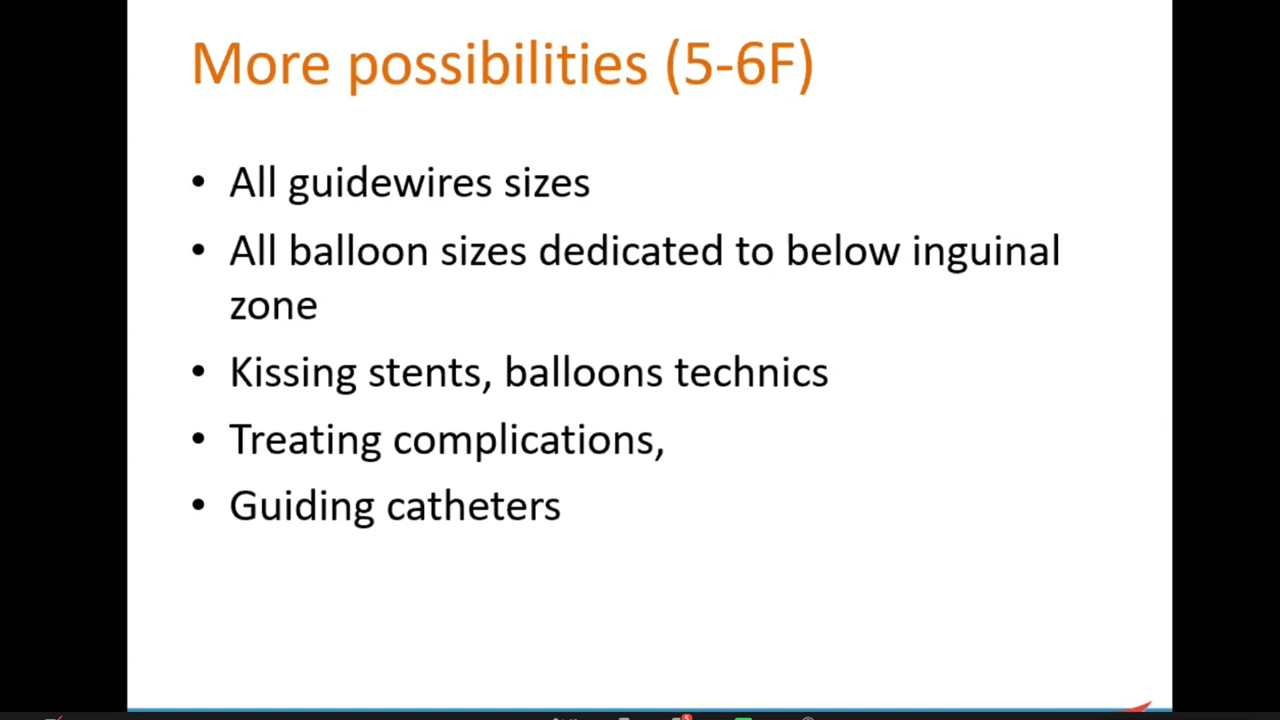 More possibilities (5-6F)
• All guidewires sizes
• All balloon sizes dedicated to below inguinal
zone
• Kissing stents, balloons technics
• Treating complications,
• Guiding catheters